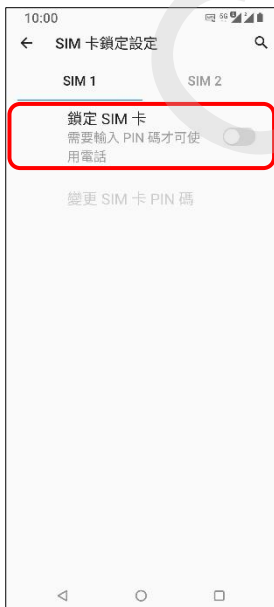 10:00
5G
SIM 卡鎖定設定
SIM 1
SIM 2
鎖定 SIM 卡
需要輸入 PIN 碼才可使
用電話
變更 SIM 卡 PIN 碼